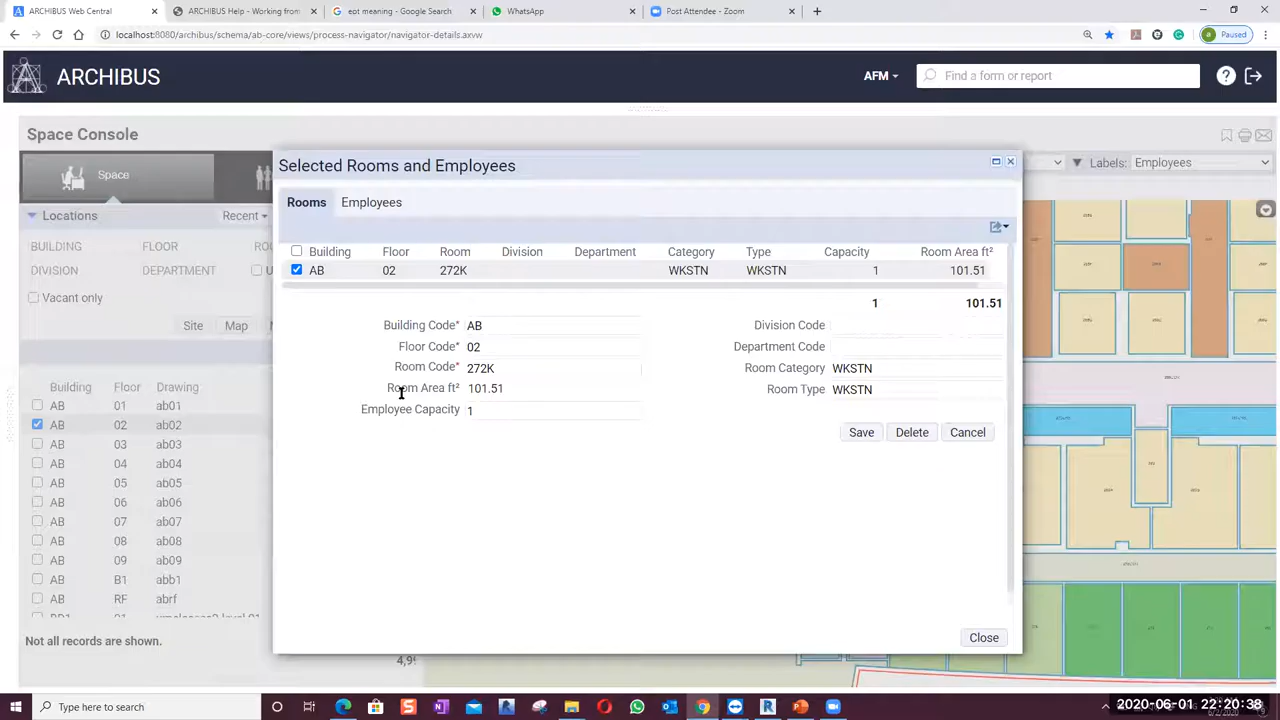 ARCHIBUS Web Central
ARCHIBUS Help - Working from
eot meaning - Google Search
WhatsApp
Post Attendee - Zoom
localhost:8080/archibus/schema/ab-core/views/process-navigator/navigator-details.axvw
Paused
ARCHIBUS
AFM
Find a form or report
Space Console
Space
Labels: Employees
Locations
Recent
BUILDING FLOOR
DIVISION DEPARTMENT
Vacant only
Site Map
Building Floor Drawing
AB 01 ab01
AB 02 ab02
AB 03 ab03
AB 04 ab04
AB 05 ab05
AB 06 ab06
AB 07 ab07
AB 08 ab08
AB 09 ab09
AB B1 abb1
AB RF abrf
Not all records are shown.
Selected Rooms and Employees
Rooms Employees
Building Floor Room Division Department Category Type Capacity Room Area ft²
AB 02 272K WKSTN WKSTN 1 101.51
1 101.51
Building Code* AB Division Code
Floor Code* 02 Department Code
Room Code* 272K Room Category WKSTN
Room Area ft² 101.51 Room Type WKSTN
Employee Capacity 1
Save Delete Cancel
Close
Type here to search
2020-06-01 22:20:38